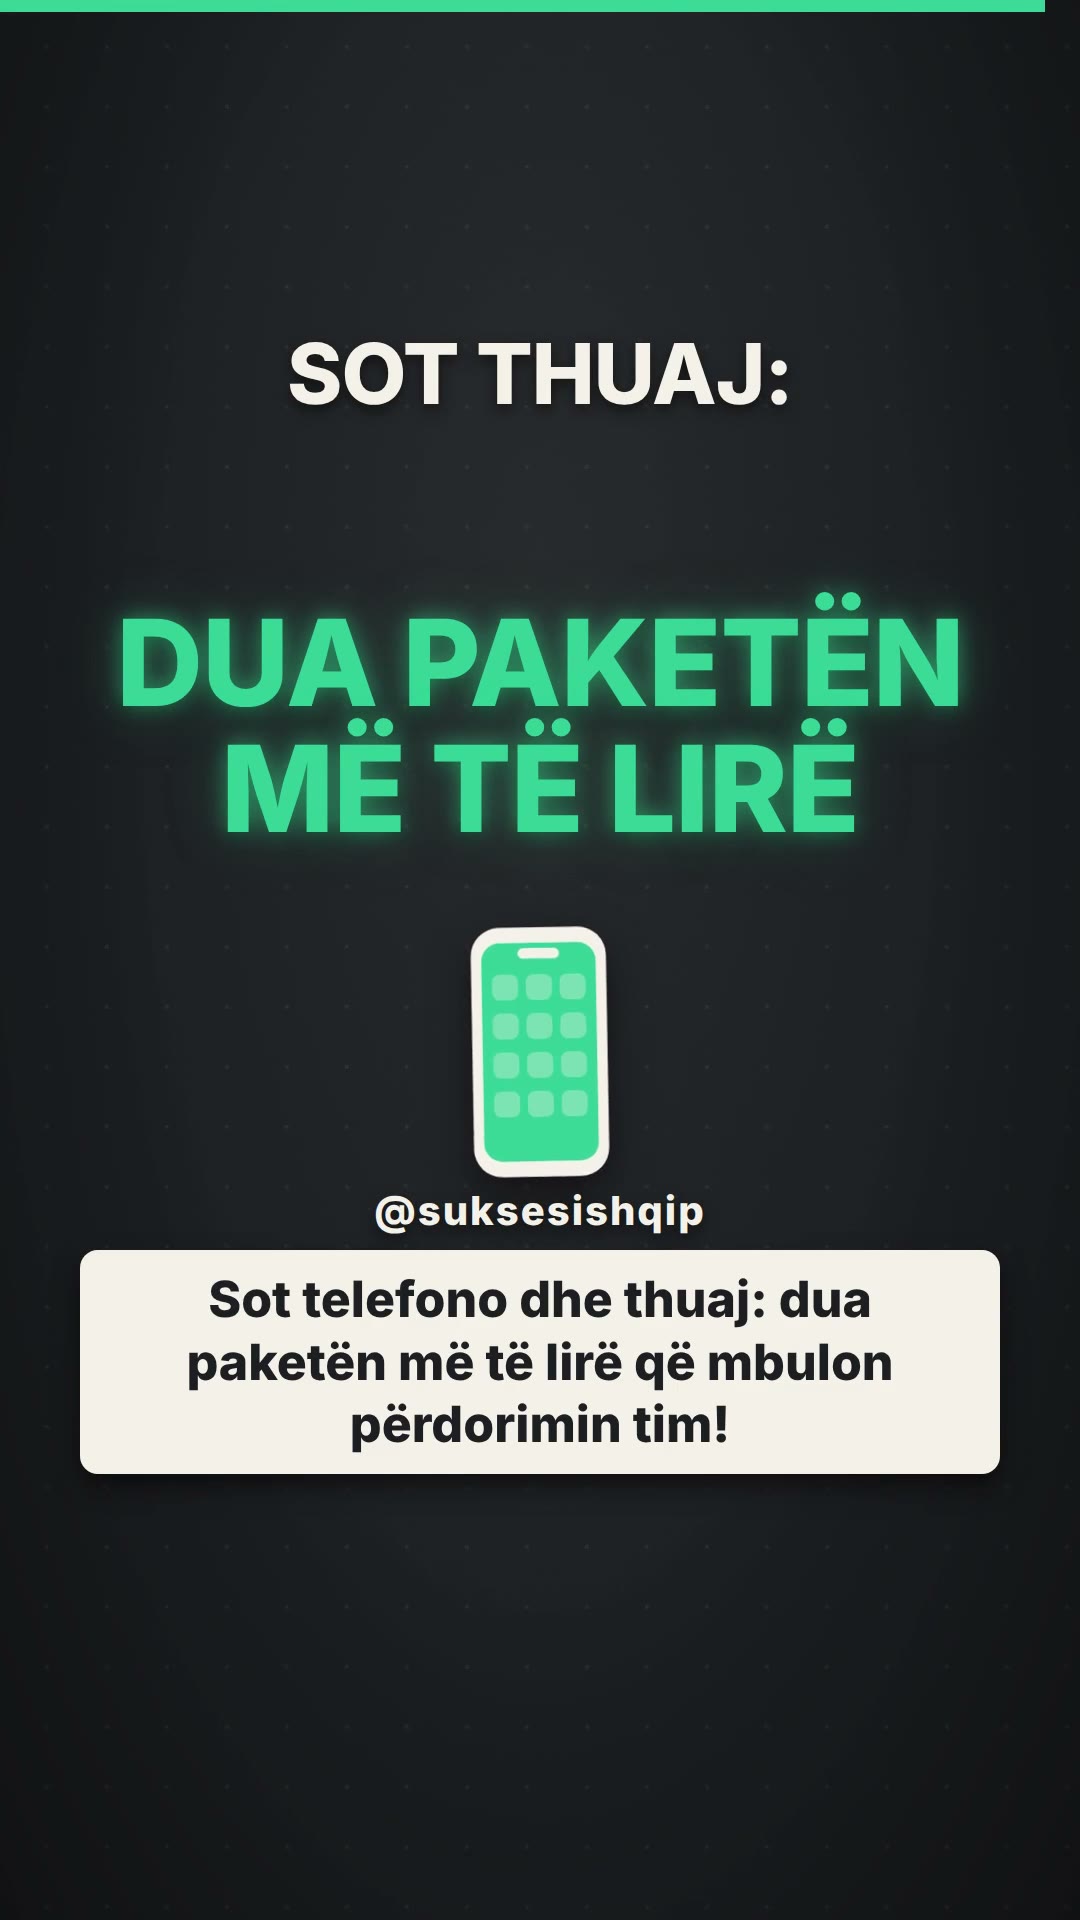 SOT THUAJ:
DUA PAKETËN
MË TË LIRË
@suksesishqip
Sot telefono dhe thuaj: dua
paketën më të lirë që mbulon
përdorimin tim!